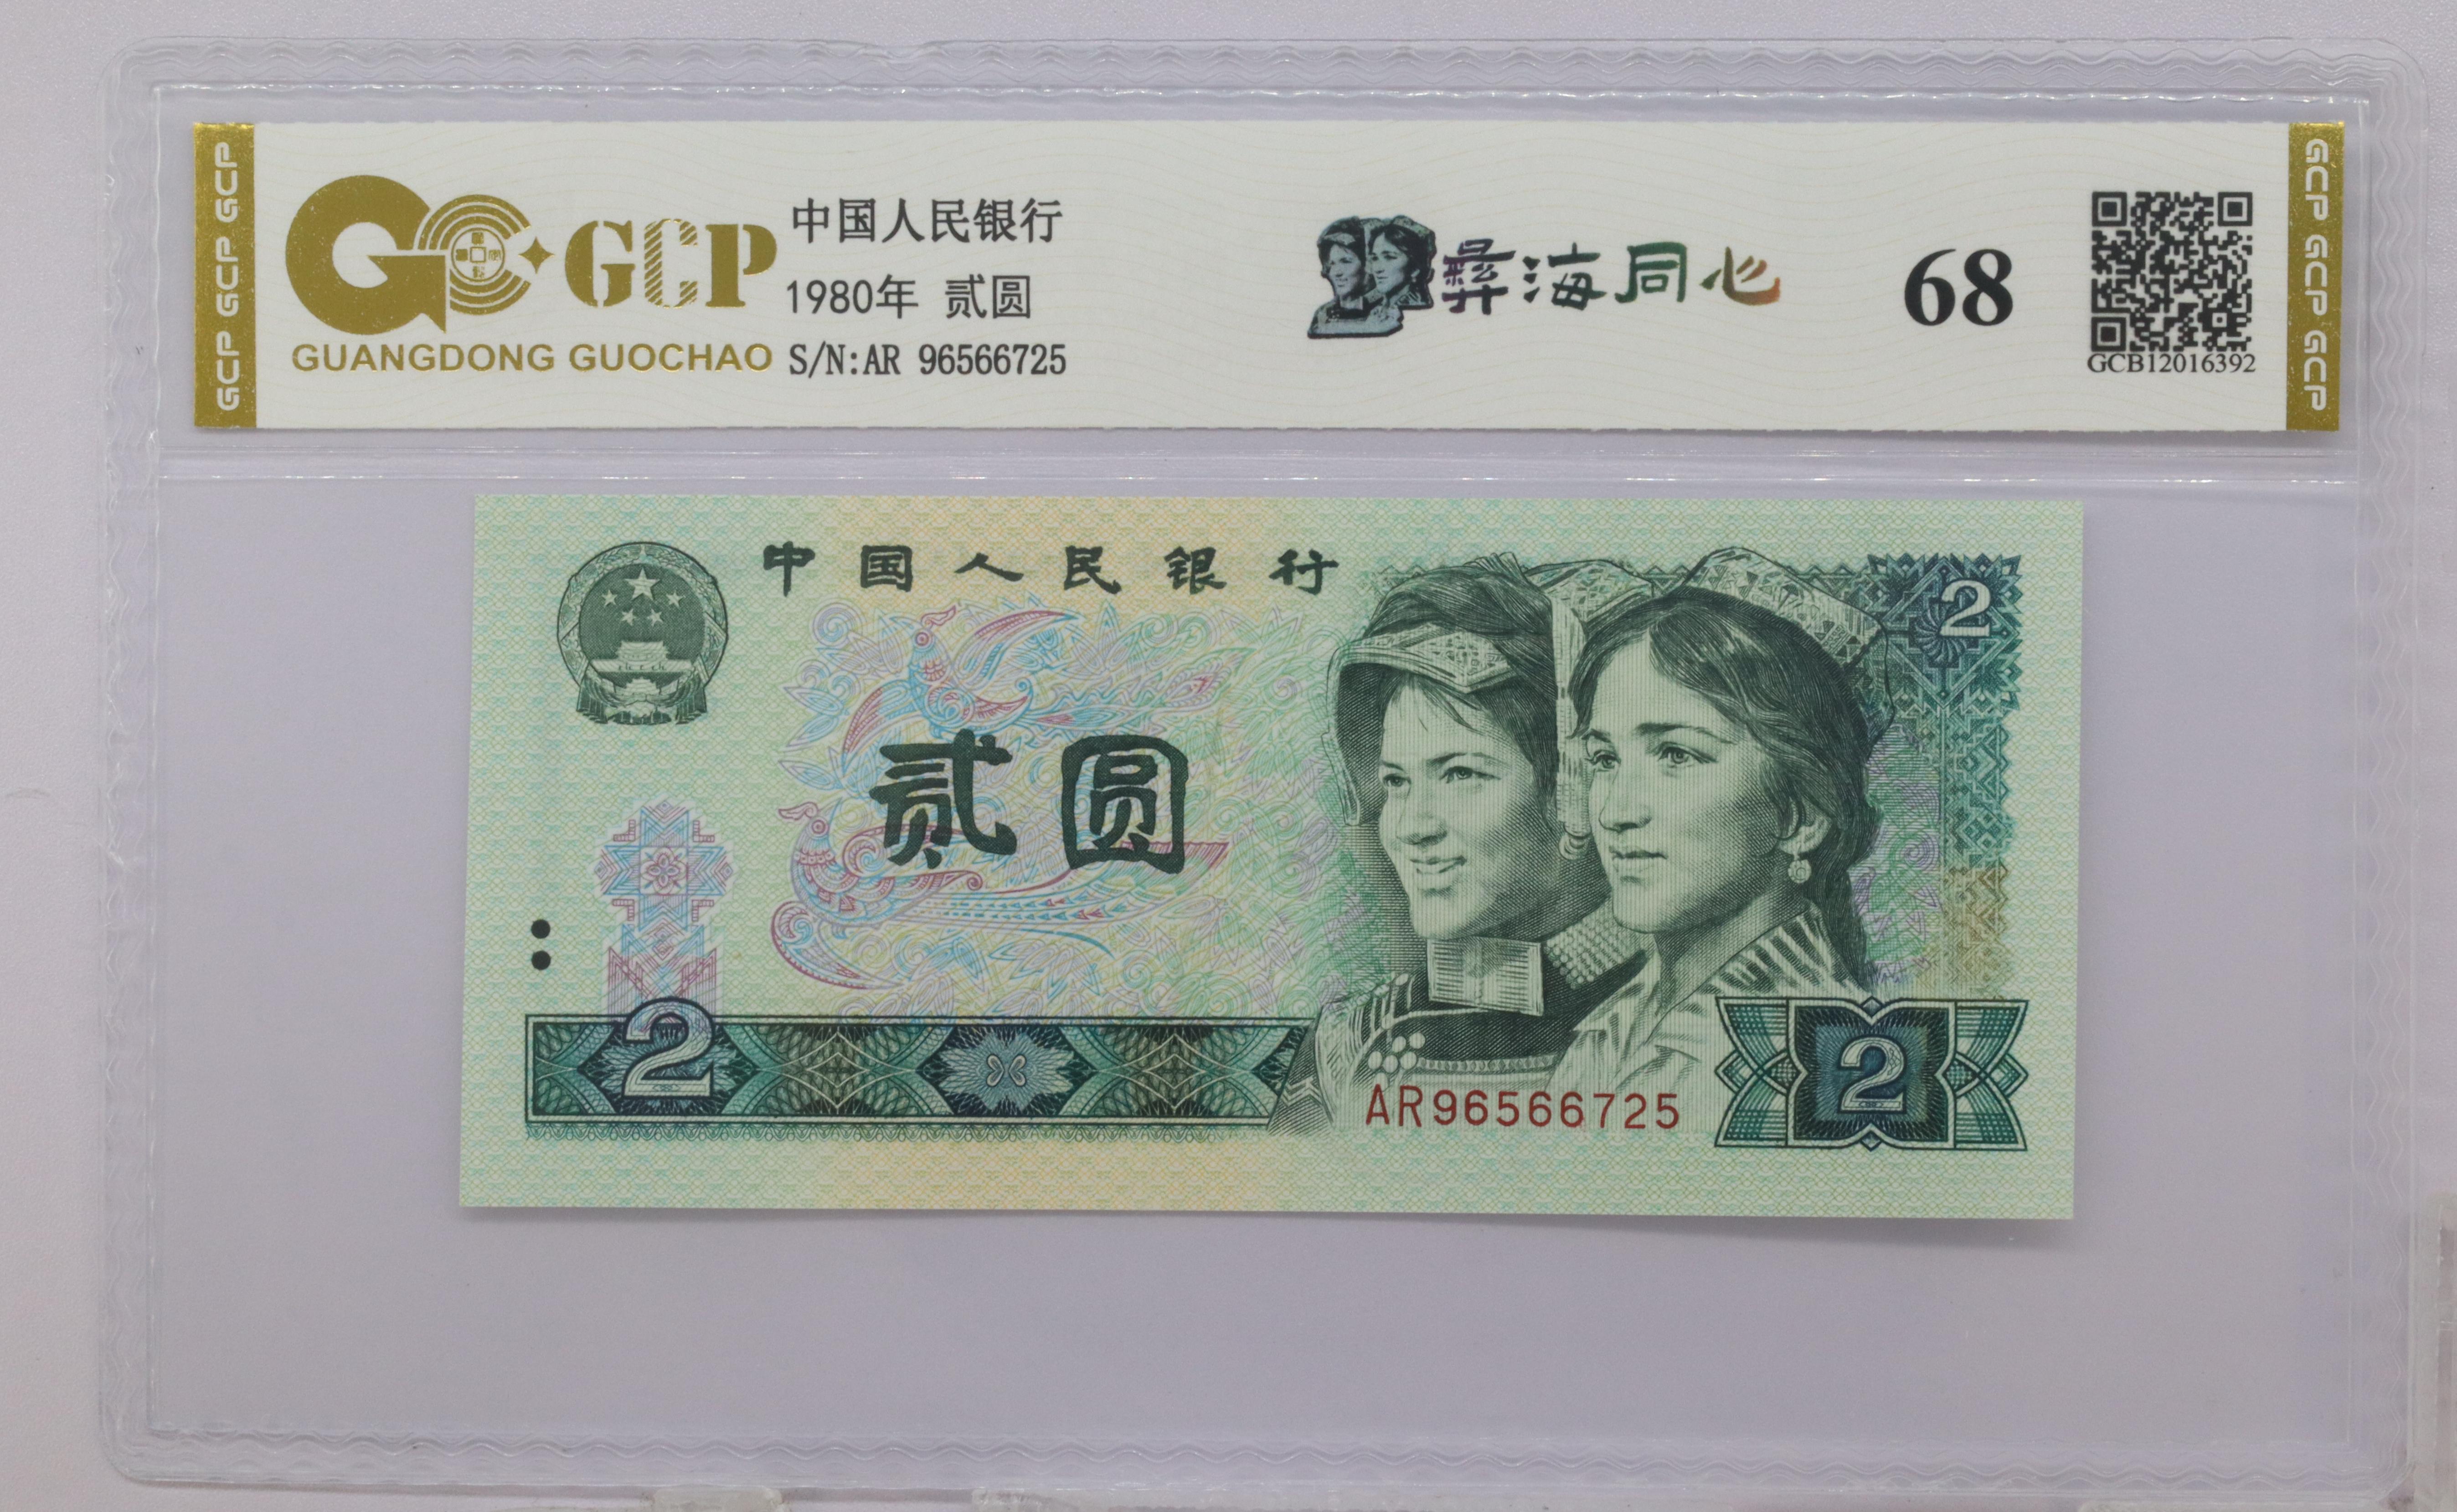 GCP GCP GCP
GCP
GUANGDONG GUOCHAO
中国人民银行
1980年 贰圆
S/N:AR 96566725
彝海同心
68
GCB12016392
GCP GCP GCP
中国人民银行
2
贰圆
2
AR96566725
2